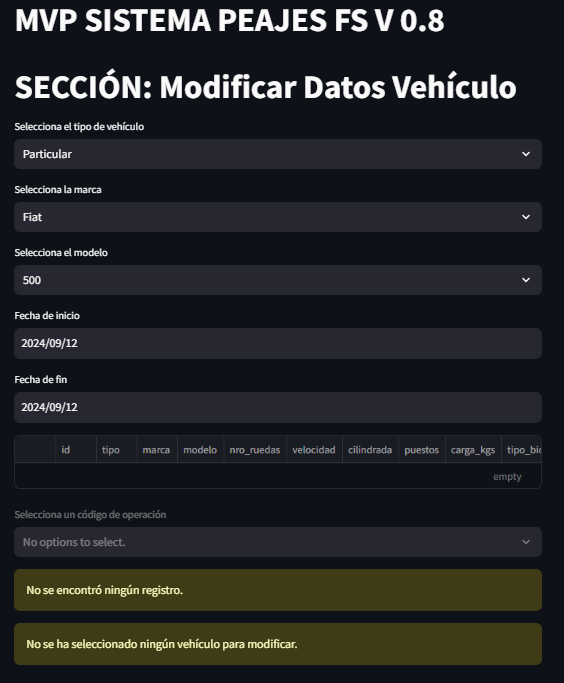 MVP SISTEMA PEAJES FS V 0.8
SECCIÓN: Modificar Datos Vehículo
Selecciona el tipo de vehículo
Particular
Selecciona la marca
Fiat
Selecciona el modelo
500
Fecha de inicio
2024/09/12
Fecha de fin
2024/09/12
id tipo marca modelo nro_ruedas velocidad cilindrada puestos carga_kgs tipo_bic
empty
Selecciona un código de operación
No options to select.
No se encontró ningún registro.
No se ha seleccionado ningún vehículo para modificar.